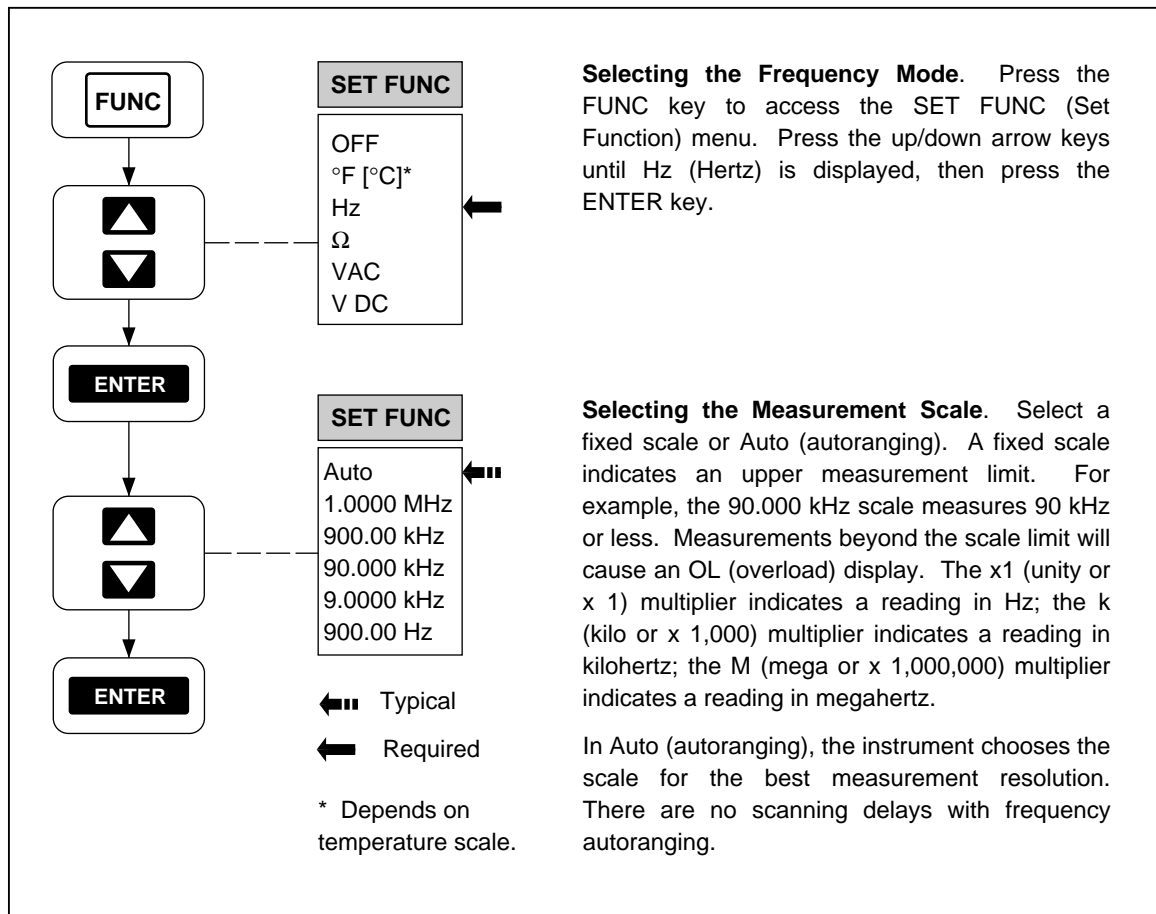 FUNC
SET FUNC
OFF
°F [°C]*
Hz
Ω
VAC
V DC
ENTER
Selecting the Frequency Mode. Press the
FUNC key to access the SET FUNC (Set
Function) menu. Press the up/down arrow keys
until Hz (Hertz) is displayed, then press the
ENTER key.
SET FUNC
Auto
1.0000 MHz
900.00 kHz
90.000 kHz
9.0000 kHz
900.00 Hz
ENTER
Typical
Required
* Depends on
temperature scale.
Selecting the Measurement Scale. Select a
fixed scale or Auto (autoranging). A fixed scale
indicates an upper measurement limit. For
example, the 90.000 kHz scale measures 90 kHz
or less. Measurements beyond the scale limit will
cause an OL (overload) display. The x1 (unity or
x 1) multiplier indicates a reading in Hz; the k
(kilo or x 1,000) multiplier indicates a reading in
kilohertz; the M (mega or x 1,000,000) multiplier
indicates a reading in megahertz.
In Auto (autoranging), the instrument chooses the
scale for the best measurement resolution.
There are no scanning delays with frequency
autoranging.